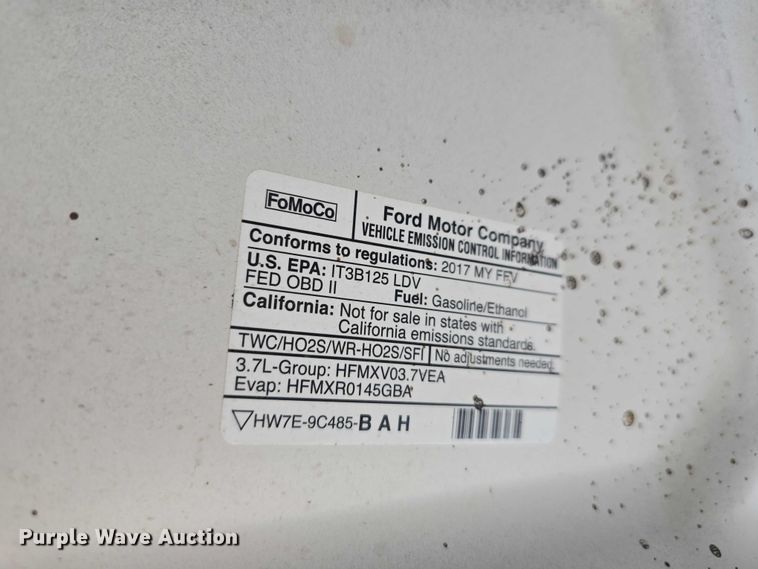 FoMoCo
Ford Motor Company
VEHICLE EMISSION CONTROL INFORMATION
Conforms to regulations: 2017 MY FFV
U.S. EPA: IT3B125 LDV
FED OBD II
Fuel: Gasoline/Ethanol
California: Not for sale in states with
California emissions standards.
TWC/HO2S/WR-HO2S/SFI
No adjustments needed.
3.7L-Group: HFMXV03.7VEA
Evap: HFMXR0145GBA
HW7E-9C485-BAH
Purple Wave Auction